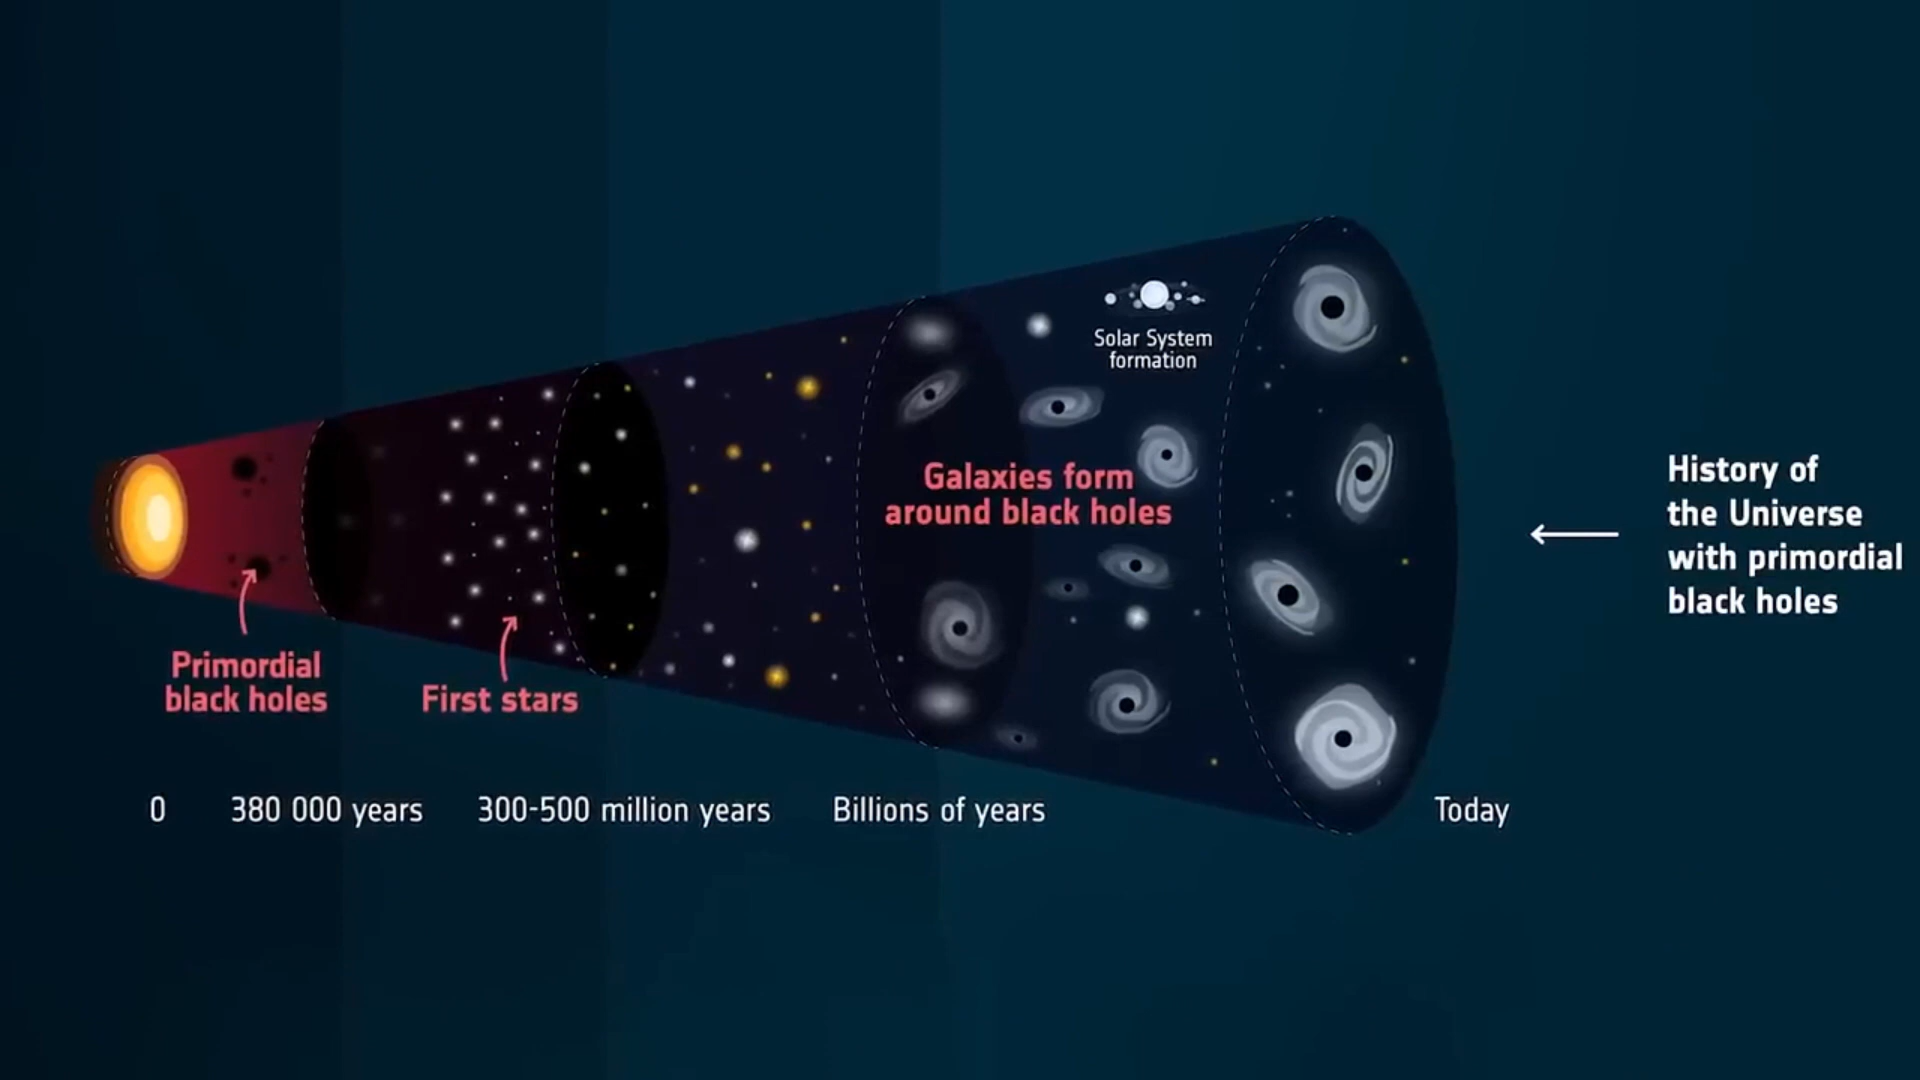 Solar System
formation
Galaxies form
around black holes
History of
the Universe
with primordial
black holes
Primordial
black holes
First stars
0
380 000 years
300-500 million years
Billions of years
Today